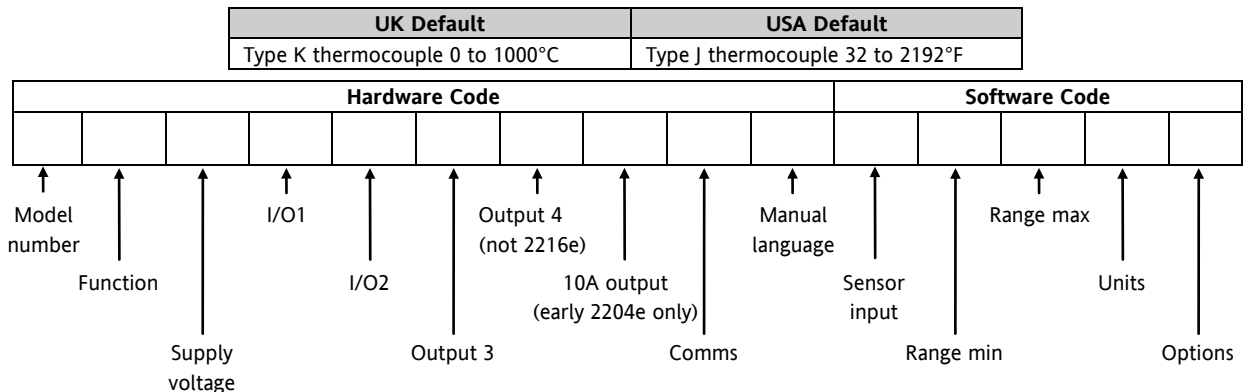 UK Default USA Default
Type K thermocouple 0 to 1000°C Type J thermocouple 32 to 2192°F
Hardware Code Software Code
Model
number
Function
Supply
voltage
I/O1
I/O2
Output 3
Output 4
(not 2216e)
10A output
(early 2204e only)
Comms
Manual
language
Sensor
input
Range min
Range max
Units
Options